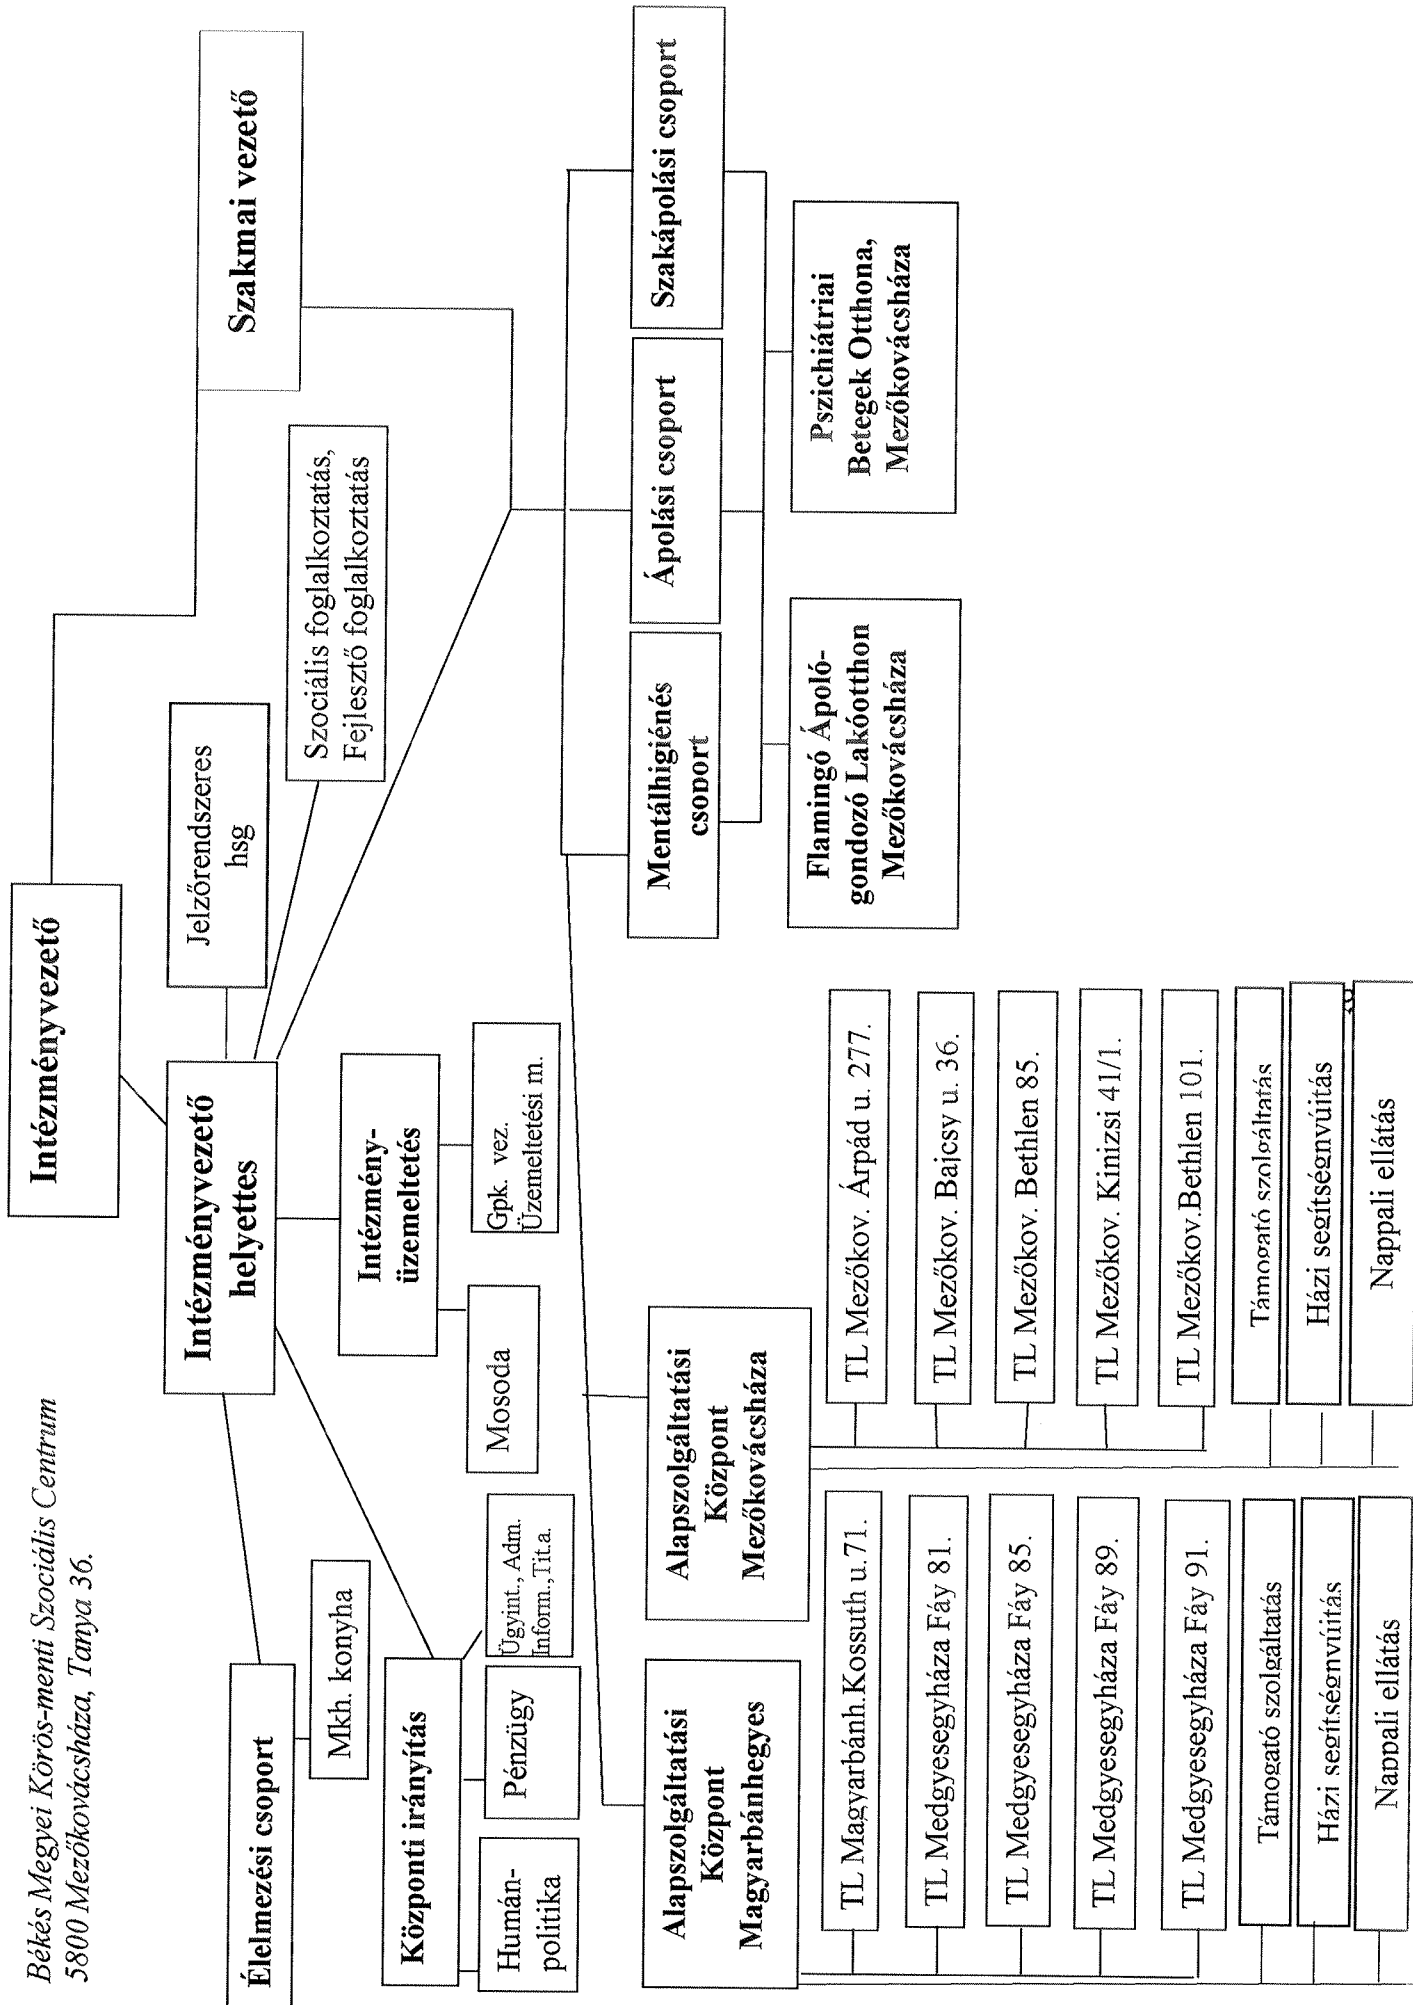 Békés Megyei Körös-menti Szociális Centrum
5800 Mezőkovácsháza, Tanya 36.
Intézményvezető
Intézményvezető
helyettes
Jelzőrendszeres
hsg
Szakmai vezető
Szociális foglalkoztatás,
Fejlesztő foglalkoztatás
Élelmezési csoport
Mkh. konyha
Központi irányítás
Humán-
politika
Pénzügy
Ügyint., Adm.
Inform.,Tit.a.
Intézmény-
üzemeltetés
Mosoda
Gpk. vez.
Üzemeltetési m.
Mentálhigiénés
csoport
Ápolási csoport
Szakápolási csoport
Flamingó Ápoló-
gondozó Lakóotthon
Mezőkovácsháza
Pszichiátriai
Betegek Otthona,
Mezőkovácsháza
Alapszolgáltatási
Központ
Magyarbánhegyes
TL Magyarbánh.Kossuth u.71.
TL Medgyesegyháza Fáy 81.
TL Medgyesegyháza Fáy 85.
TL Medgyesegyháza Fáy 89.
TL Medgyesegyháza Fáy 91.
Támogató szolgáltatás
Házi segítségnyújtás
Nappali ellátás
Alapszolgáltatási
Központ
Mezőkovácsháza
TL Mezőkov. Árpád u. 277.
TL Mezőkov. Bajcsy u. 36.
TL Mezőkov. Bethlen 85.
TL Mezőkov. Kinizsi 41/1.
TL Mezőkov.Bethlen 101.
Támogató szolgáltatás
Házi segítségnyújtás
Nappali ellátás